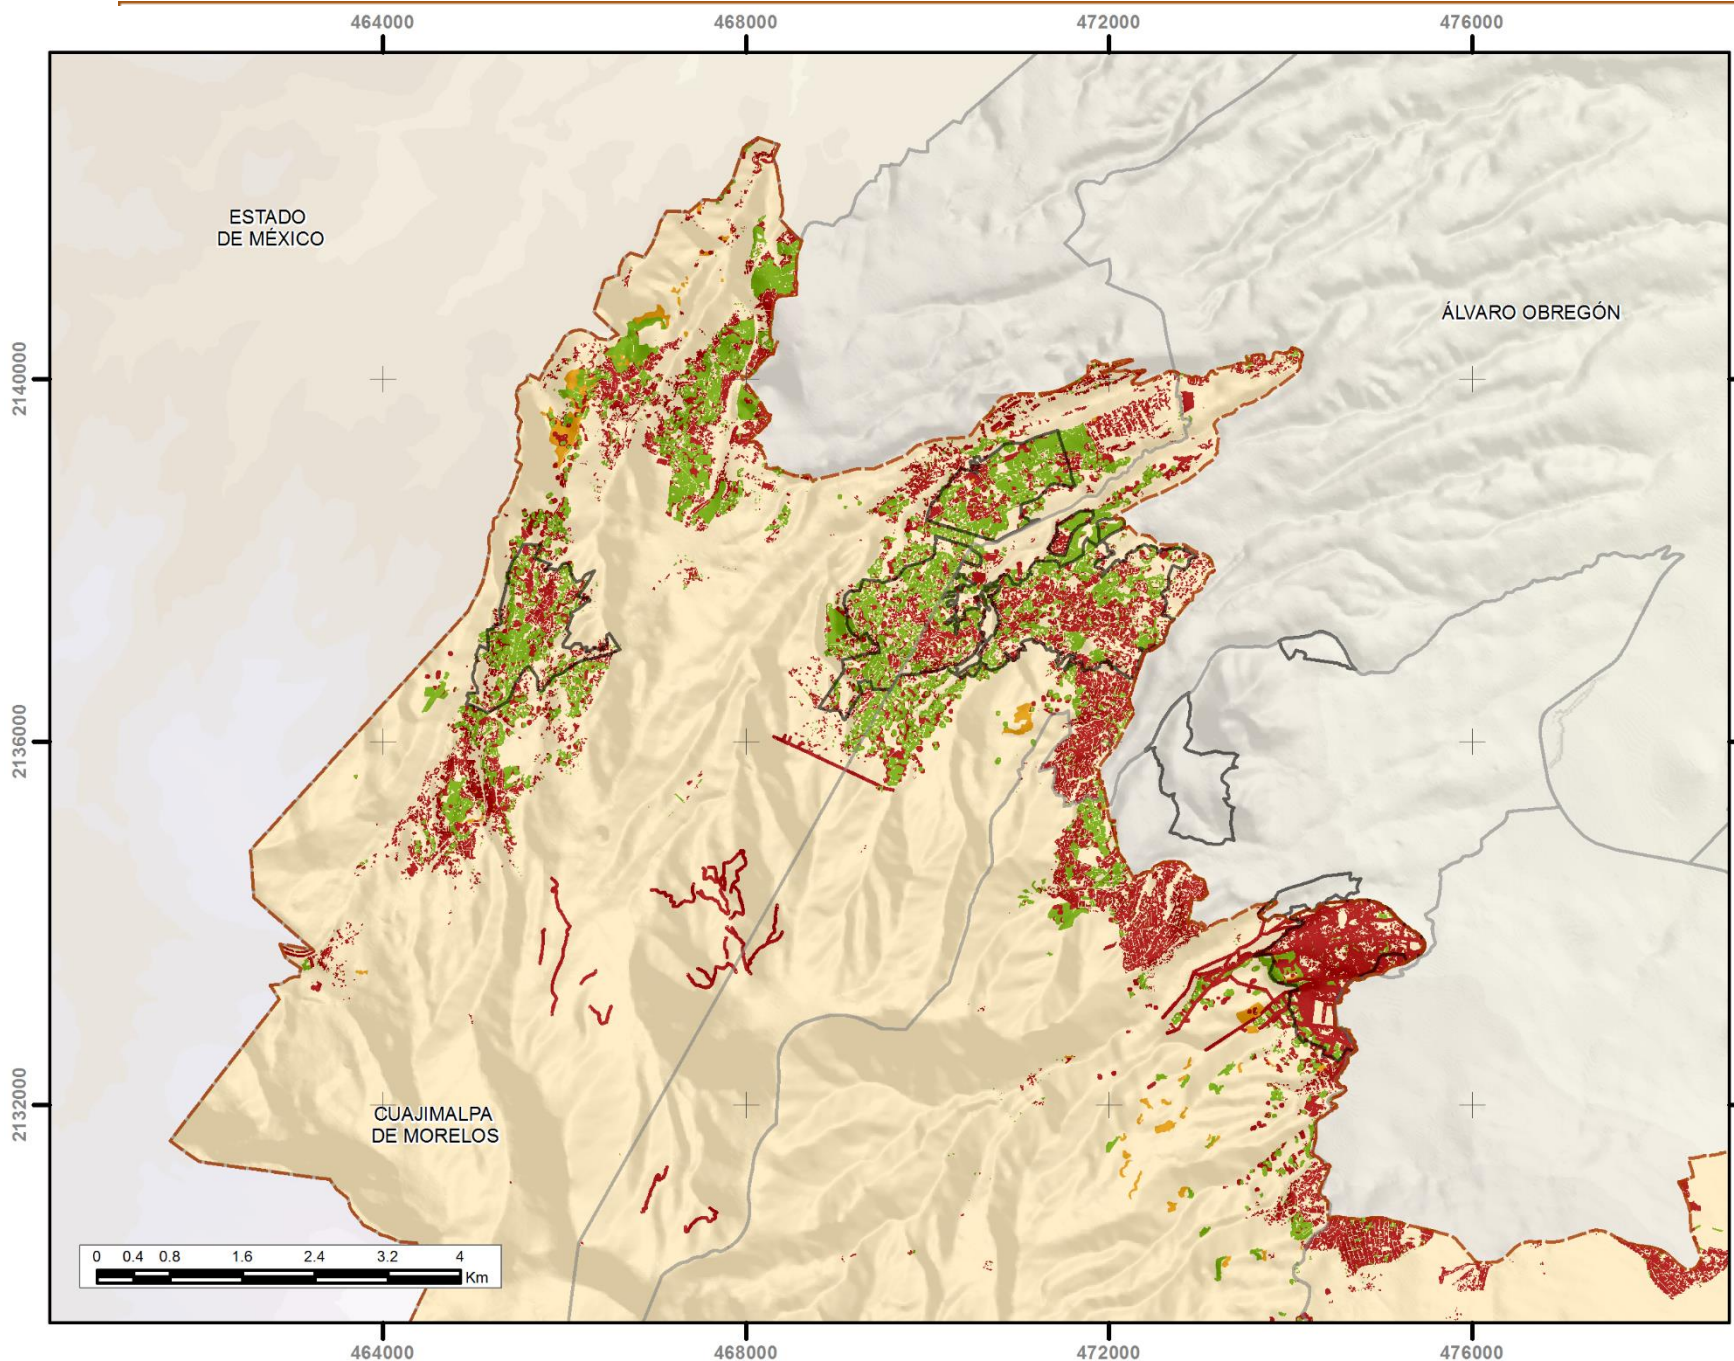 464000 468000 472000 476000
ESTADO
DE MÉXICO
ÁLVARO OBREGÓN
2140000
2136000
2132000
CUAJIMALPA
DE MORELOS
0 0.4 0.8 1.6 2.4 3.2 4
Km
464000 468000 472000 476000